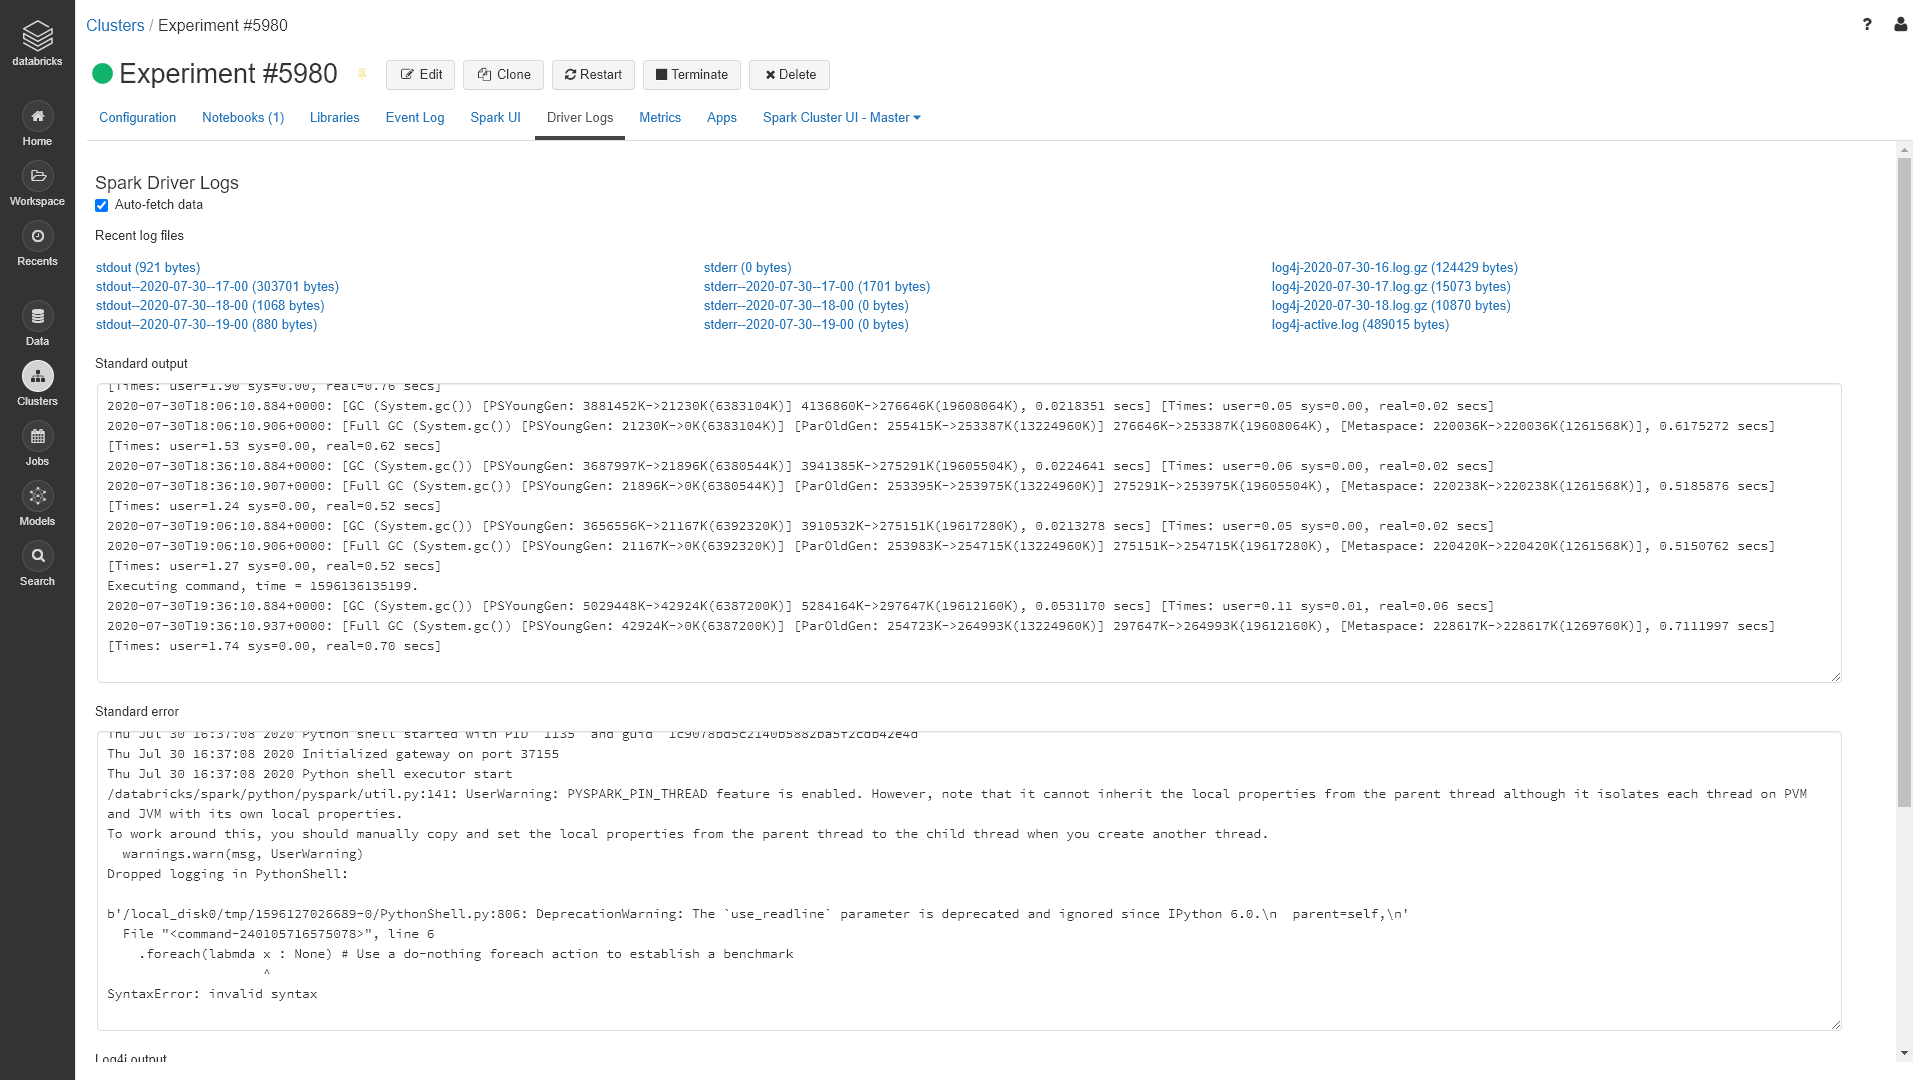 databricks
Home
Workspace
Recents
Data
Clusters
Jobs
Models
Search
Clusters / Experiment #5980
?
Experiment #5980
Edit
Clone
Restart
Terminate
Delete
Configuration
Notebooks (1)
Libraries
Event Log
Spark UI
Driver Logs
Metrics
Apps
Spark Cluster UI - Master
Spark Driver Logs
Auto-fetch data
Recent log files
stdout (921 bytes)
stderr (0 bytes)
log4j-2020-07-30-16.log.gz (124429 bytes)
stdout--2020-07-30--17-00 (303701 bytes)
stderr--2020-07-30--17-00 (1701 bytes)
log4j-2020-07-30-17.log.gz (15073 bytes)
stdout--2020-07-30--18-00 (1068 bytes)
stderr--2020-07-30--18-00 (0 bytes)
log4j-2020-07-30-18.log.gz (10870 bytes)
stdout--2020-07-30--19-00 (880 bytes)
stderr--2020-07-30--19-00 (0 bytes)
log4j-active.log (489015 bytes)
Standard output
[Times: user=1.90 sys=0.00, real=0.76 secs]
2020-07-30T18:06:10.884+0000: [GC (System.gc()) [PSYoungGen: 3881452K->21230K(6383104K)] 4136860K->276646K(19608064K), 0.0218351 secs] [Times: user=0.05 sys=0.00, real=0.02 secs]
2020-07-30T18:06:10.906+0000: [Full GC (System.gc()) [PSYoungGen: 21230K->0K(6383104K)] [ParOldGen: 255415K->253387K(13224960K)] 276646K->253387K(19608064K), [Metaspace: 220036K->220036K(1261568K)], 0.6175272 secs]
[Times: user=1.53 sys=0.00, real=0.62 secs]
2020-07-30T18:36:10.884+0000: [GC (System.gc()) [PSYoungGen: 3687997K->21896K(6380544K)] 3941385K->275291K(19605504K), 0.0224641 secs] [Times: user=0.06 sys=0.00, real=0.02 secs]
2020-07-30T18:36:10.907+0000: [Full GC (System.gc()) [PSYoungGen: 21896K->0K(6380544K)] [ParOldGen: 253395K->253975K(13224960K)] 275291K->253975K(19605504K), [Metaspace: 220238K->220238K(1261568K)], 0.5185876 secs]
[Times: user=1.24 sys=0.00, real=0.52 secs]
2020-07-30T19:06:10.884+0000: [GC (System.gc()) [PSYoungGen: 3656556K->21167K(6392320K)] 3910532K->275151K(19617280K), 0.0213278 secs] [Times: user=0.05 sys=0.00, real=0.02 secs]
2020-07-30T19:06:10.906+0000: [Full GC (System.gc()) [PSYoungGen: 21167K->0K(6392320K)] [ParOldGen: 253983K->254715K(13224960K)] 275151K->254715K(19617280K), [Metaspace: 220420K->220420K(1261568K)], 0.5150762 secs]
[Times: user=1.27 sys=0.00, real=0.52 secs]
Executing command, time = 1596136135199.
2020-07-30T19:36:10.884+0000: [GC (System.gc()) [PSYoungGen: 5029448K->42924K(6387200K)] 5284164K->297647K(19612160K), 0.0531170 secs] [Times: user=0.11 sys=0.01, real=0.06 secs]
2020-07-30T19:36:10.937+0000: [Full GC (System.gc()) [PSYoungGen: 42924K->0K(6387200K)] [ParOldGen: 254723K->264993K(13224960K)] 297647K->264993K(19612160K), [Metaspace: 228617K->228617K(1269760K)], 0.7111997 secs]
[Times: user=1.74 sys=0.00, real=0.70 secs]
Standard error
Thu Jul 30 16:37:08 2020 Python shell started with PID  1135  and guid  1c9078bd5c2140b5882ba5f2cdb42e4d
Thu Jul 30 16:37:08 2020 Initialized gateway on port 37155
Thu Jul 30 16:37:08 2020 Python shell executor start
/databricks/spark/python/pyspark/util.py:141: UserWarning: PYSPARK_PIN_THREAD feature is enabled. However, note that it cannot inherit the local properties from the parent thread although it isolates each thread on PVM
and JVM with its own local properties.
To work around this, you should manually copy and set the local properties from the parent thread to the child thread when you create another thread.
  warnings.warn(msg, UserWarning)
Dropped logging in PythonShell:
b'/local_disk0/tmp/1596127026689-0/PythonShell.py:806: DeprecationWarning: The `use_readline` parameter is deprecated and ignored since IPython 6.0.\n  parent=self,\n'
  File "<command-240105716575078>", line 6
    .foreach(labmda x : None) # Use a do-nothing foreach action to establish a benchmark
                    ^
SyntaxError: invalid syntax
Log4j output